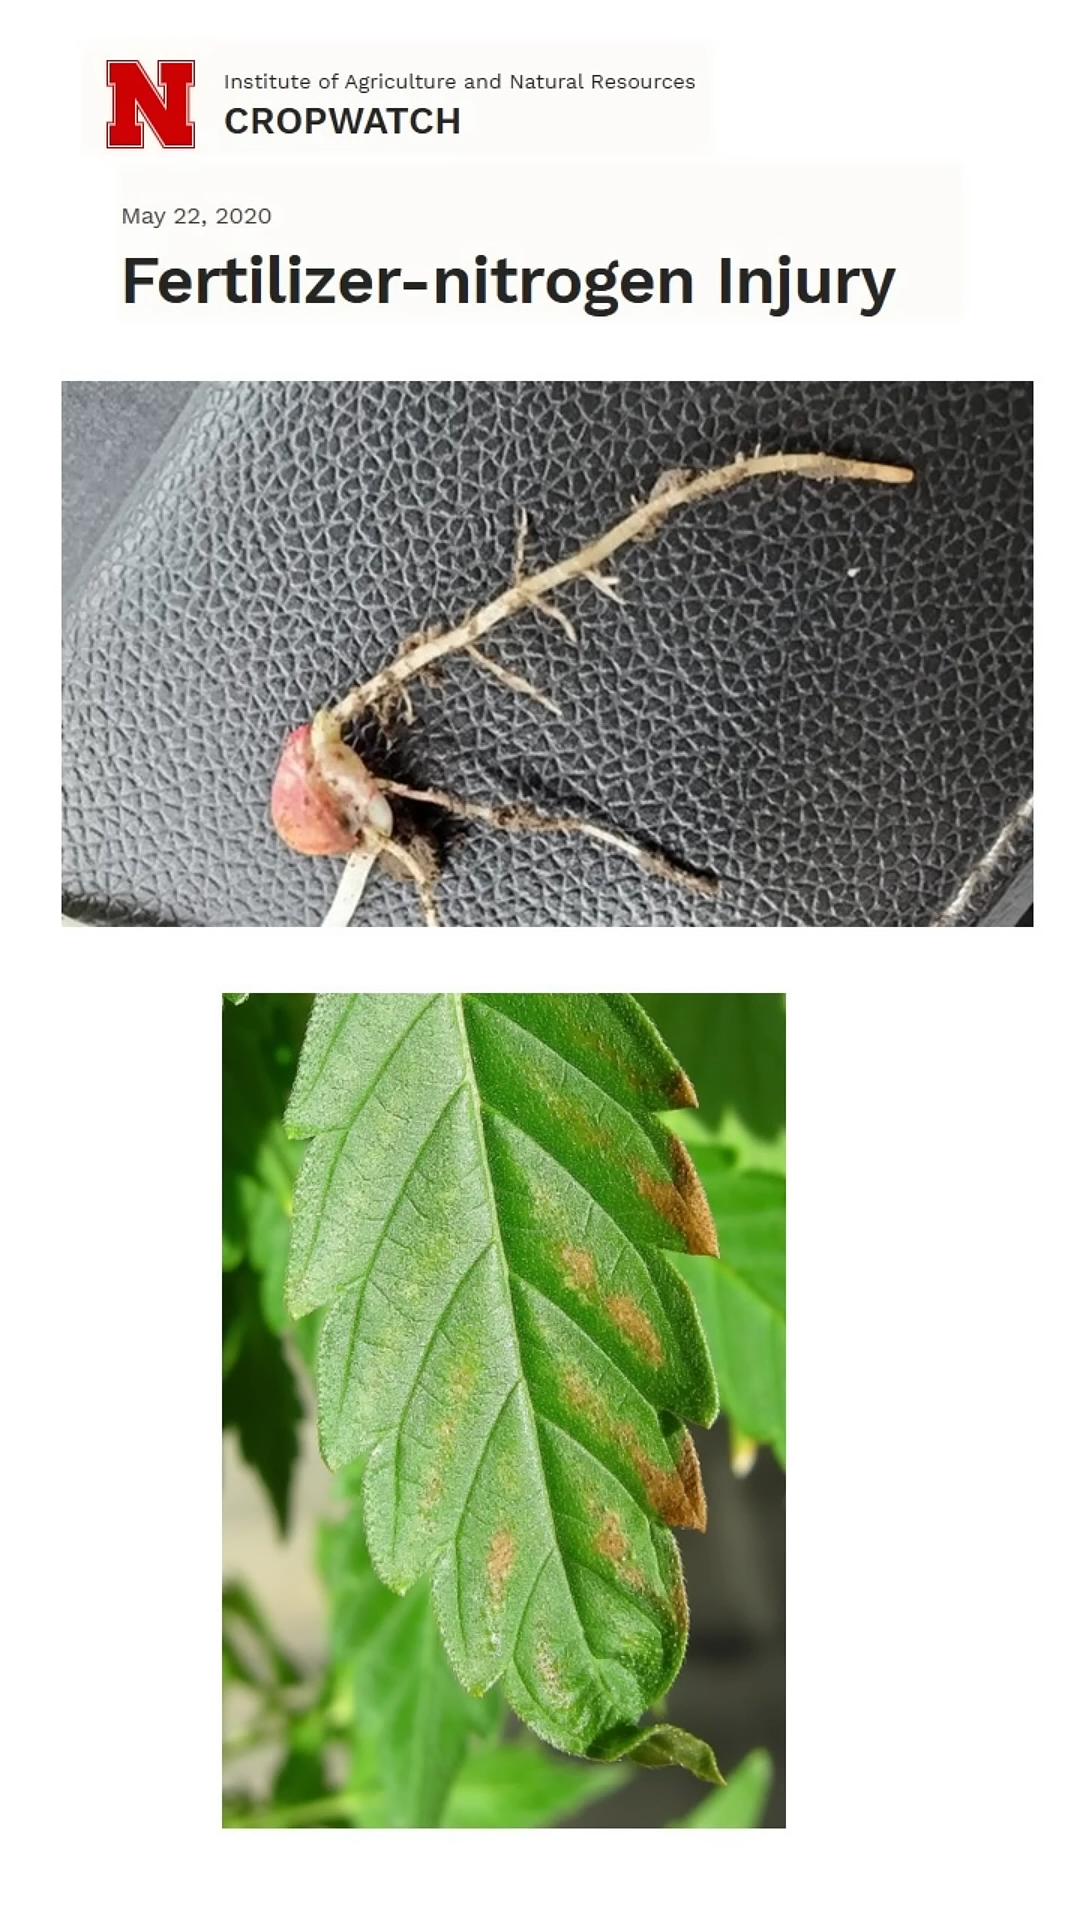 N
Institute of Agriculture and Natural Resources
CROPWATCH
May 22, 2020
Fertilizer-nitrogen Injury